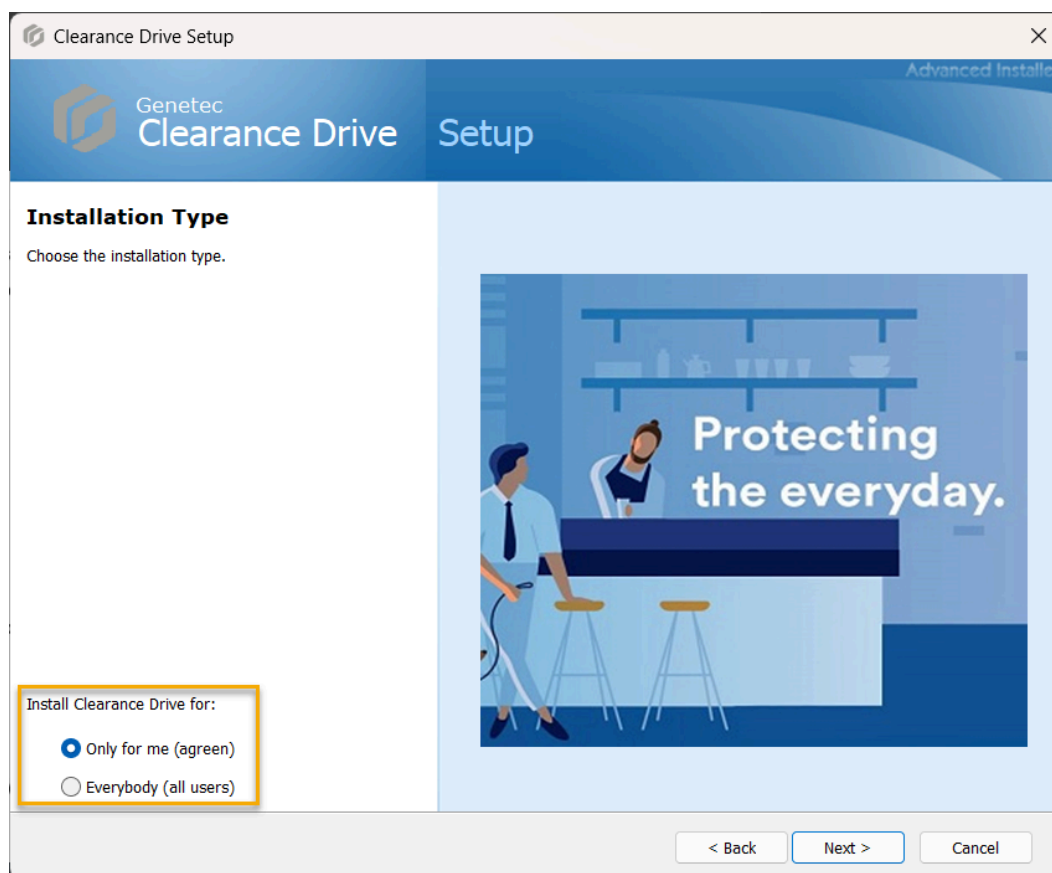 Clearance Drive Setup
Advanced Installe
Genetec
Clearance Drive Setup
Installation Type
Choose the installation type.
Protecting
the everyday.
Install Clearance Drive for:
Only for me (agreen)
Everybody (all users)
< Back Next > Cancel